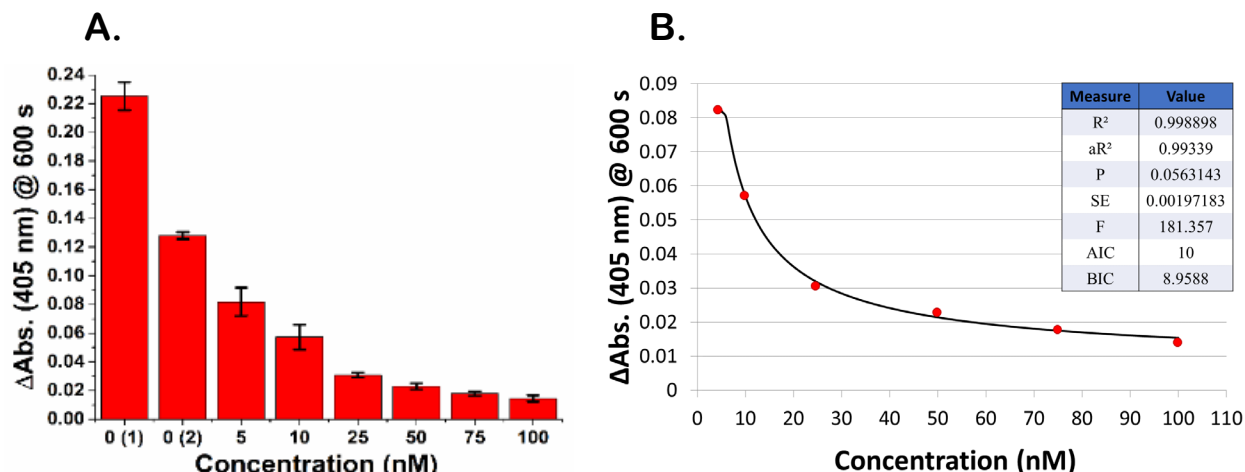 A.
ΔAbs. (405 nm) @ 600 s
0.24
0.22
0.20
0.18
0.16
0.14
0.12
0.10
0.08
0.06
0.04
0.02
0.00
0 (1) 0 (2) 5 10 25 50 75 100
Concentration (nM)
B.
ΔAbs. (405 nm) @ 600 s
0.09
0.08
0.07
0.06
0.05
0.04
0.03
0.02
0.01
0
0 10 20 30 40 50 60 70 80 90 100 110
Concentration (nM)
Measure Value
R² 0.998898
aR² 0.99339
P 0.0563143
SE 0.00197183
F 181.357
AIC 10
BIC 8.9588